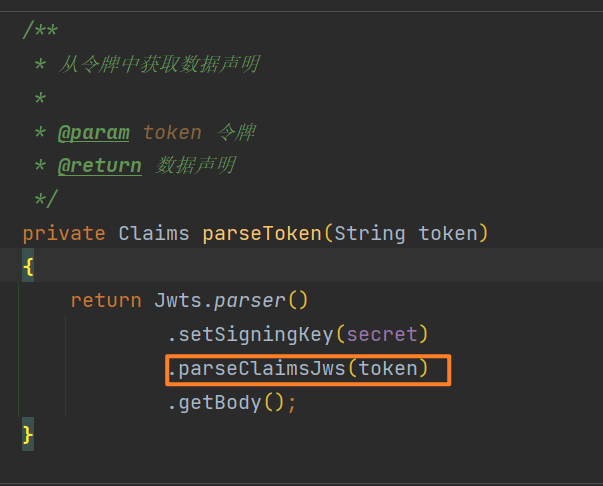 /**
 * 从令牌中获取数据声明
 *
 * @param token 令牌
 * @return 数据声明
 */
private Claims parseToken(String token)
{
    return Jwts.parser()
            .setSigningKey(secret)
            .parseClaimsJws(token)
            .getBody();
}